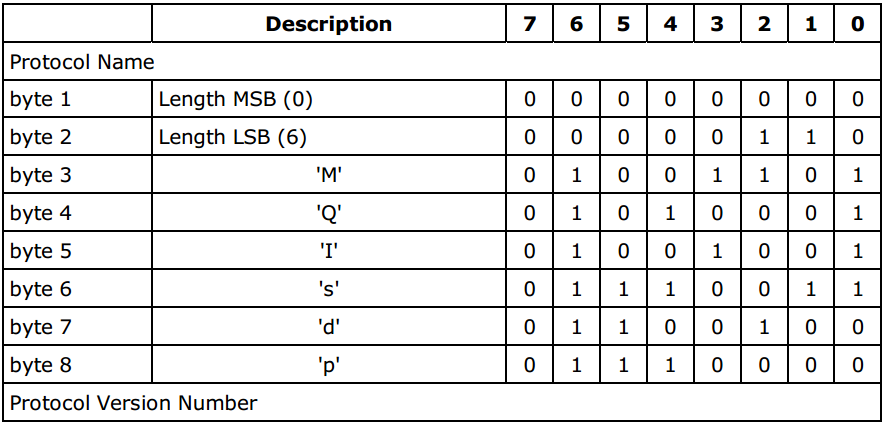 Description 7 6 5 4 3 2 1 0
Protocol Name
byte 1 Length MSB (0) 0 0 0 0 0 0 0 0
byte 2 Length LSB (6) 0 0 0 0 0 1 1 0
byte 3 'M' 0 1 0 0 1 1 0 1
byte 4 'Q' 0 1 0 1 0 0 0 1
byte 5 'I' 0 1 0 0 1 0 0 1
byte 6 's' 0 1 1 1 0 0 1 1
byte 7 'd' 0 1 1 0 0 1 0 0
byte 8 'p' 0 1 1 1 0 0 0 0
Protocol Version Number